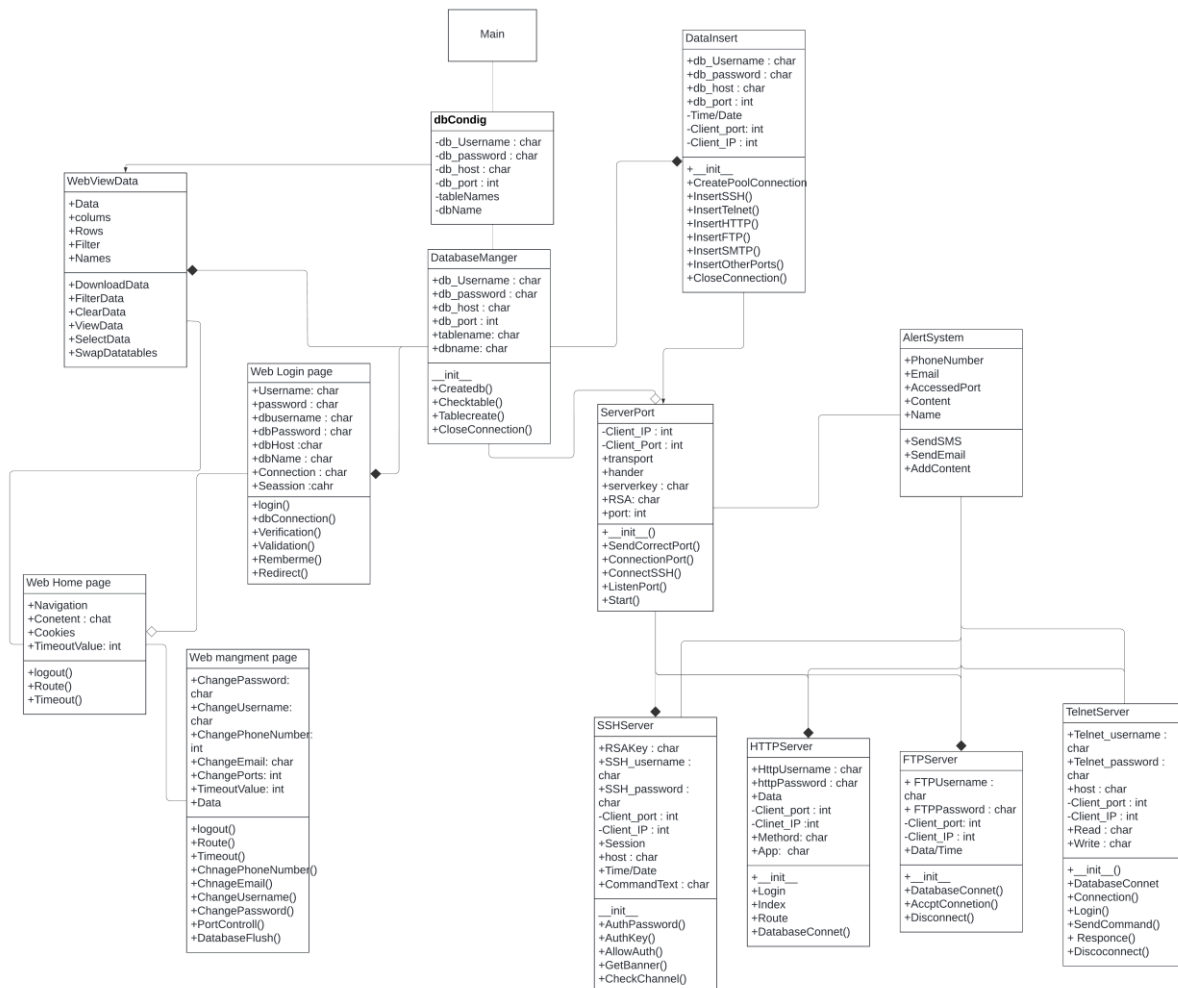 Main
DataInsert
+db_Username : char
+db_password : char
+db_host : char
+db_port : int
-Time/Date
-Client_port: int
-Client_IP : int
+__init__
+CreatePoolConnection
+InsertSSH()
+InsertTelnet()
+InsertHTTP()
+InsertFTP()
+InsertSMTP()
+InsertOtherPorts()
+CloseConnection()
dbCondig
-db_Username : char
-db_password : char
-db_host : char
-db_port : int
-tableNames
-dbName
WebViewData
+Data
+colums
+Rows
+Filter
+Names
+DownloadData
+FilterData
+ClearData
+ViewData
+SelectData
+SwapDatatables
DatabaseManger
+db_Username : char
+db_password : char
+db_host : char
+db_port : int
+tablename: char
+dbname: char
__init__
+Createdb()
+Checktable()
+Tablecreate()
+CloseConnection()
AlertSystem
+PhoneNumber
+Email
+AccessedPort
+Content
+Name
+SendSMS
+SendEmail
+AddContent
Web Login page
+Username: char
+password : char
+dbusername : char
+dbPassword : char
+dbHost :char
+dbName : char
+Connection : char
+Seassion :cahr
+login()
+dbConnection()
+Verification()
+Validation()
+Remberme()
+Redirect()
ServerPort
-Client_IP : int
-Client_Port : int
+transport
+hander
+serverkey : char
+RSA: char
+port: int
+__init__()
+SendCorrectPort()
+ConnectionPort()
+ConnectSSH()
+ListenPort()
+Start()
Web Home page
+Navigation
+Conetent : chat
+Cookies
+TimeoutValue: int
+logout()
+Route()
+Timeout()
Web mangment page
+ChangePassword:
char
+ChangeUsername:
char
+ChangePhoneNumber:
int
+ChangeEmail: char
+ChangePorts: int
+TimeoutValue: int
+Data
+logout()
+Route()
+Timeout()
+ChnagePhoneNumber()
+ChnageEmail()
+ChangeUsername()
+ChangePassword()
+PortControll()
+DatabaseFlush()
SSHServer
+RSAKey : char
+SSH_username :
char
+SSH_password :
char
-Client_port : int
-Client_IP : int
+Session
+host : char
+Time/Date
+CommandText : char
__init__
+AuthPassword()
+AuthKey()
+AllowAuth()
+GetBanner()
+CheckChannel()
HTTPServer
+HttpUsername : char
+httpPassword : char
+Data
-Client_port : int
-Clinet_IP :int
+Methord: char
+App: char
+__init__
+Login
+Index
+Route
+DatabaseConnet()
FTPServer
+ FTPUsername :
char
+ FTPPassword : char
-Client_port: int
-Client_IP : int
+Data/Time
+__init__
+DatabaseConnet()
+AccptConnetion()
+Disconnect()
TelnetServer
+Telnet_username :
char
+Telnet_password :
char
+host : char
-Client_port : int
-Client_IP : int
+Read : char
+Write : char
+__init__()
+DatabaseConnet
+Connection()
+Login()
+SendCommand()
+ Responce()
+Discoconnect()